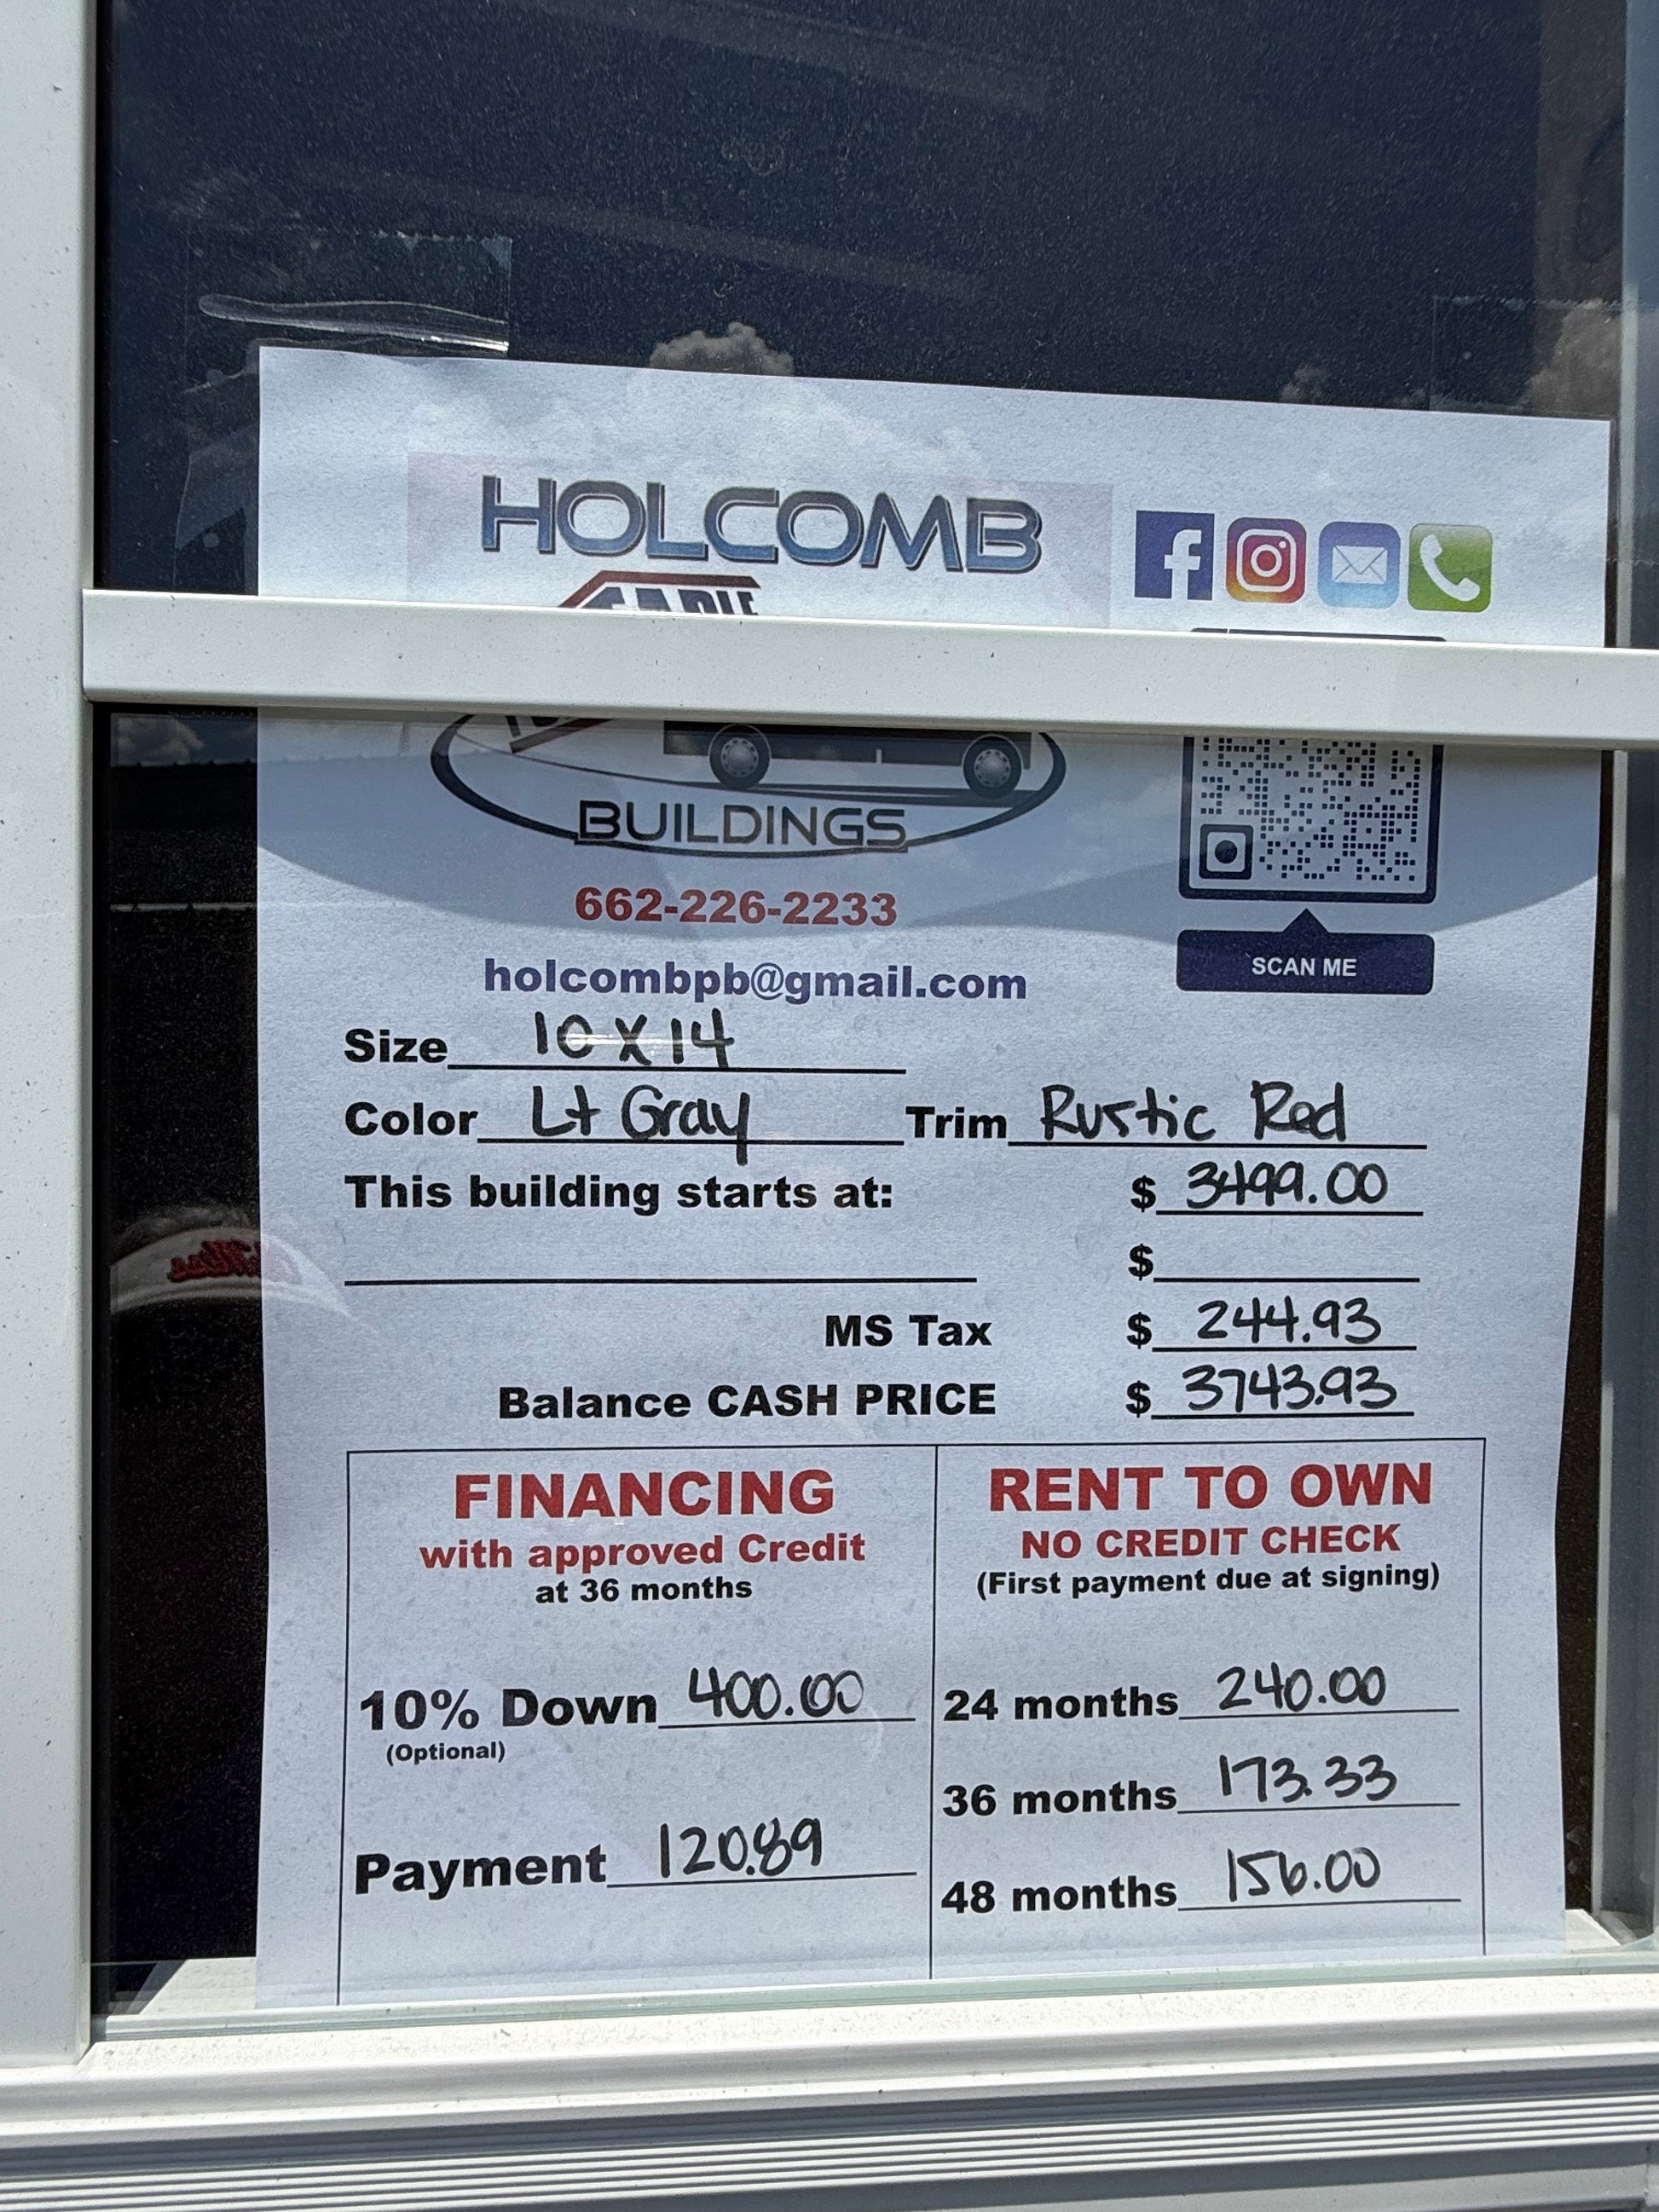 HOLCOMB
BUILDINGS
662-226-2233
holcombpb@gmail.com
SCAN ME
Size 10 X 14
Color Lt Gray Trim Rustic Red
This building starts at: $ 3499.00
$
MS Tax $ 244.93
Balance CASH PRICE $ 3743.93
FINANCING
with approved Credit
at 36 months
10% Down 400.00
(Optional)
Payment 120.89
RENT TO OWN
NO CREDIT CHECK
(First payment due at signing)
24 months 240.00
36 months 173.33
48 months 156.00